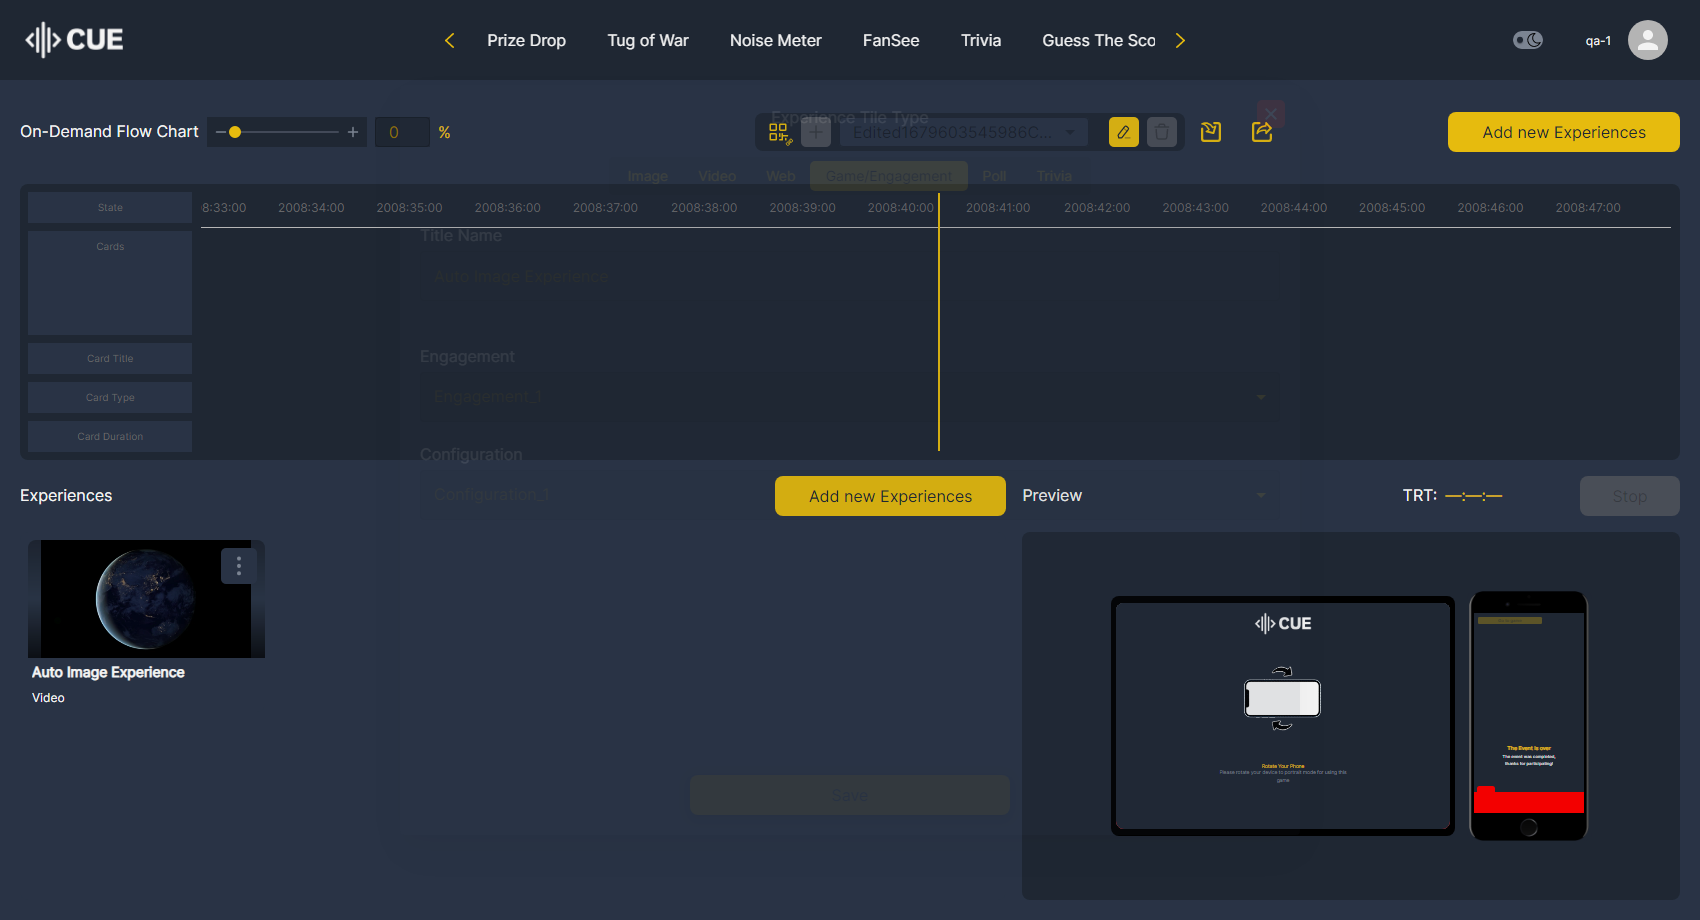 CUE
Prize Drop
Tug of War
Noise Meter
FanSee
Trivia
Guess The Sco
qa-1
On-Demand Flow Chart
0
%
Experience Tile Type
Edited1679603545986C...
Add new Experiences
Image
Video
Web
Game/Engagement
Poll
Trivia
State
8:33:00
2008:34:00
2008:35:00
2008:36:00
2008:37:00
2008:38:00
2008:39:00
2008:40:00
2008:41:00
2008:42:00
2008:43:00
2008:44:00
2008:45:00
2008:46:00
2008:47:00
Title Name
Cards
Auto Image Experience
Engagement
Card Title
Engagement_1
Card Type
Card Duration
Configuration
Configuration_1
Experiences
Add new Experiences
Preview
TRT: —:—:—
Stop
Auto Image Experience
Video
Save
CUE
Rotate Your Phone
Please rotate your device to portrait mode for using this
game
The Event is over
The event was completed,
thanks for participating!